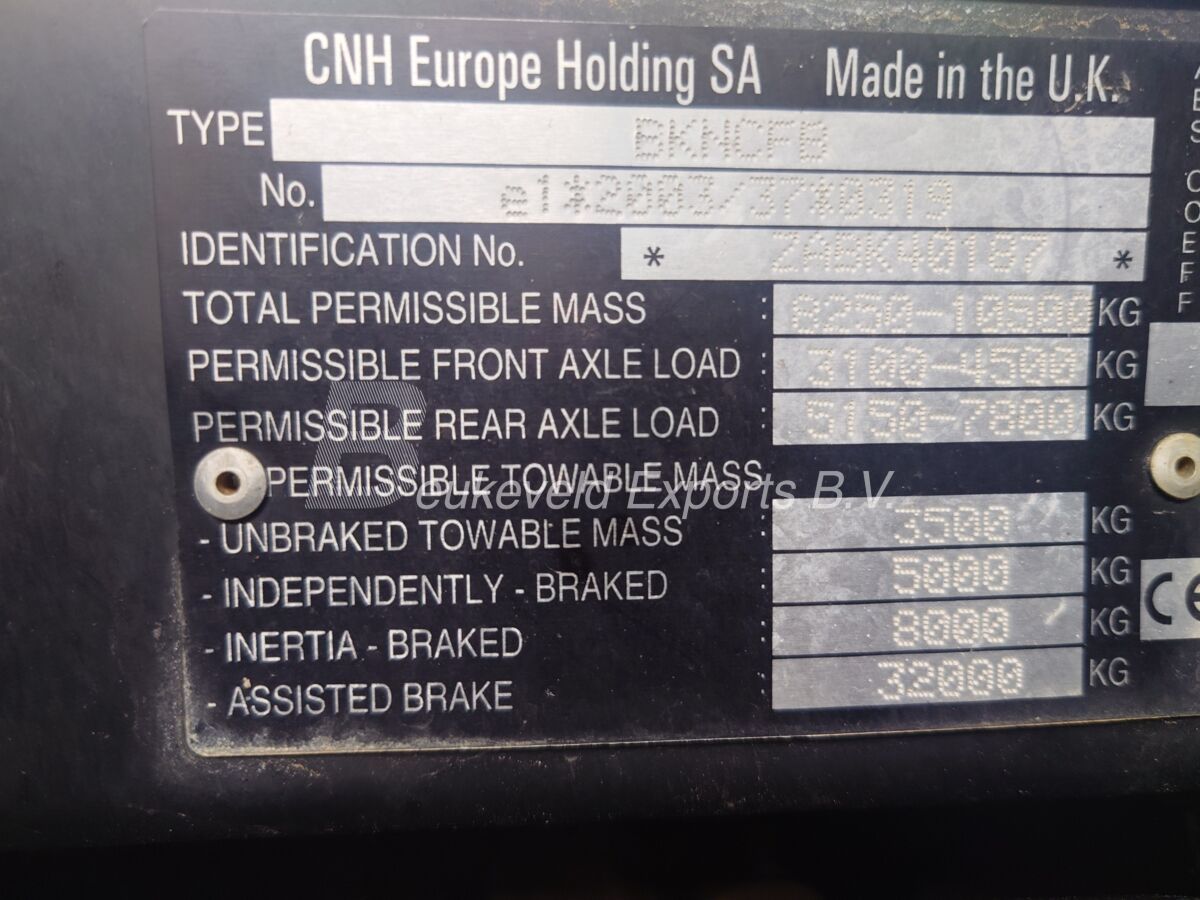 CNH Europe Holding SA Made in the U.K.
TYPE BKNCFB
No. e1*2003/37*0319
IDENTIFICATION No. * ZABK40187 *
TOTAL PERMISSIBLE MASS : 8250-10500 KG
PERMISSIBLE FRONT AXLE LOAD : 3100-4500 KG
PERMISSIBLE REAR AXLE LOAD : 5150-7800 KG
PERMISSIBLE TOWABLE MASS
Beukeveld Exports B.V.
- UNBRAKED TOWABLE MASS : 3500 KG
- INDEPENDENTLY - BRAKED : 5000 KG
- INERTIA - BRAKED : 8000 KG
- ASSISTED BRAKE : 32000 KG
CE